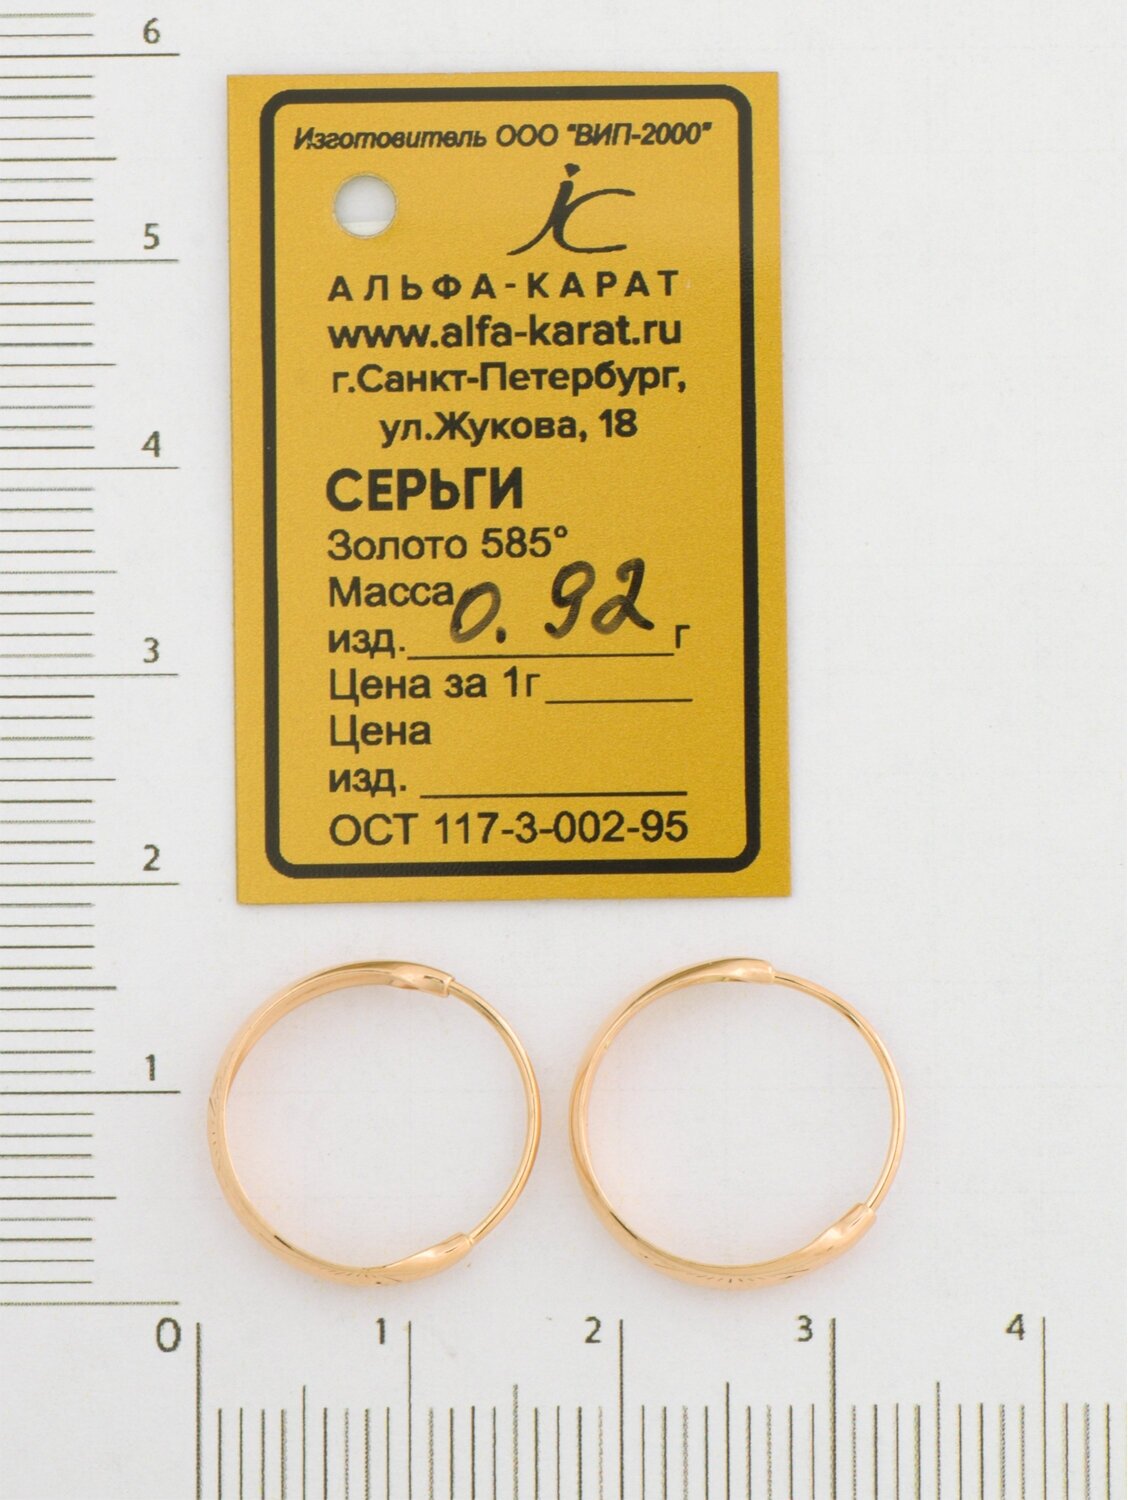 6
Изготовитель ООО "ВИП-2000"
jc
5
АЛЬФА-КАРАТ
www.alfa-karat.ru
г.Санкт-Петербург,
ул.Жукова, 18
4
СЕРЬГИ
Золото 585°
Масса
изд. 0.92 г
3
Цена за 1г
Цена
изд.
ОСТ 117-3-002-95
2
1
0 1 2 3 4